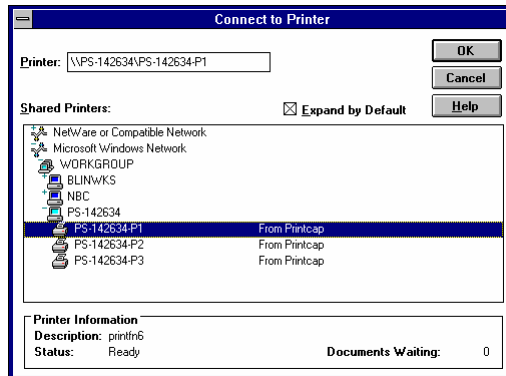 Connect to Printer
Printer: \\PS-142634\PS-142634-P1
OK
Cancel
Help
Shared Printers:
Expand by Default
NetWare or Compatible Network
Microsoft Windows Network
WORKGROUP
BLINWKS
NBC
PS-142634
PS-142634-P1 From Printcap
PS-142634-P2 From Printcap
PS-142634-P3 From Printcap
Printer Information
Description: printfn6
Status: Ready
Documents Waiting: 0